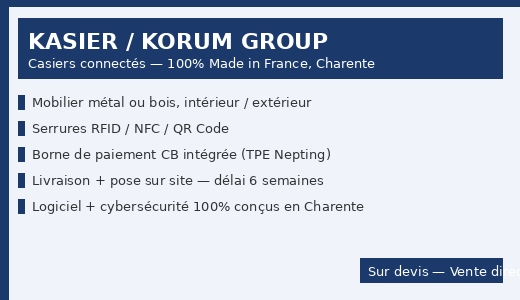 KASIER / KORUM GROUP
Casiers connectés — 100% Made in France, Charente
Mobilier métal ou bois, intérieur / extérieur
Serrures RFID / NFC / QR Code
Borne de paiement CB intégrée (TPE Nepting)
Livraison + pose sur site — délai 6 semaines
Logiciel + cybersécurité 100% conçus en Charente
Sur devis — Vente